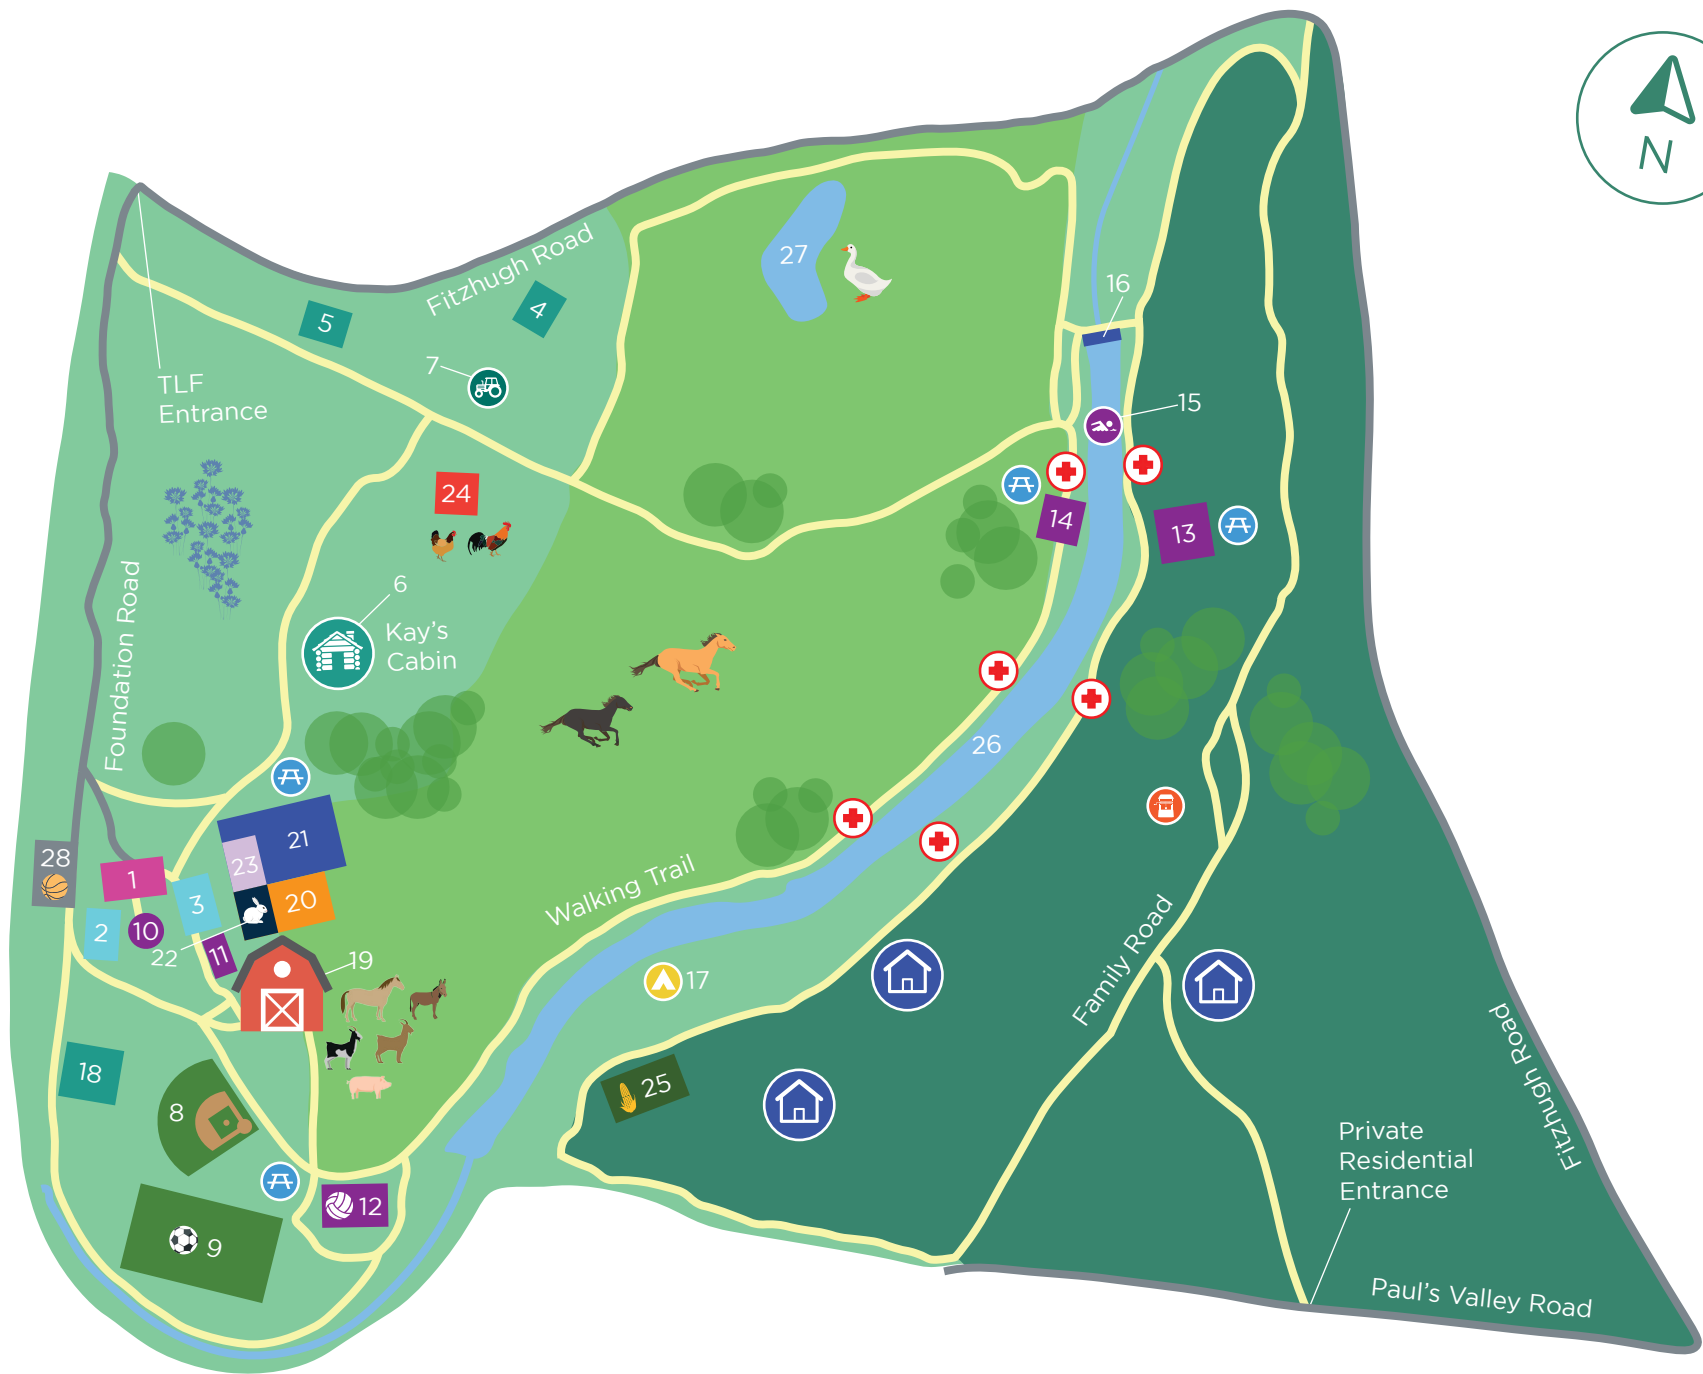 N
27
Fitzhugh Road
16
4
5
7
TLF
Entrance
15
24
14
13
6
Kay's
Cabin
Foundation Road
26
21
28
23
1
20
3
2
10
11
22
Walking Trail
19
17
Family Road
18
25
8
Fitzhugh Road
Private
Residential
Entrance
12
9
Paul's Valley Road